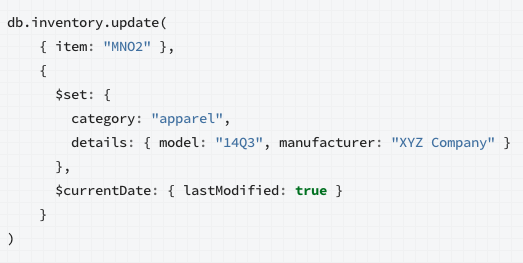 db.inventory.update(
{ item: "MNO2" },
{
$set: {
category: "apparel",
details: { model: "14Q3", manufacturer: "XYZ Company" }
},
$currentDate: { lastModified: true }
}
)